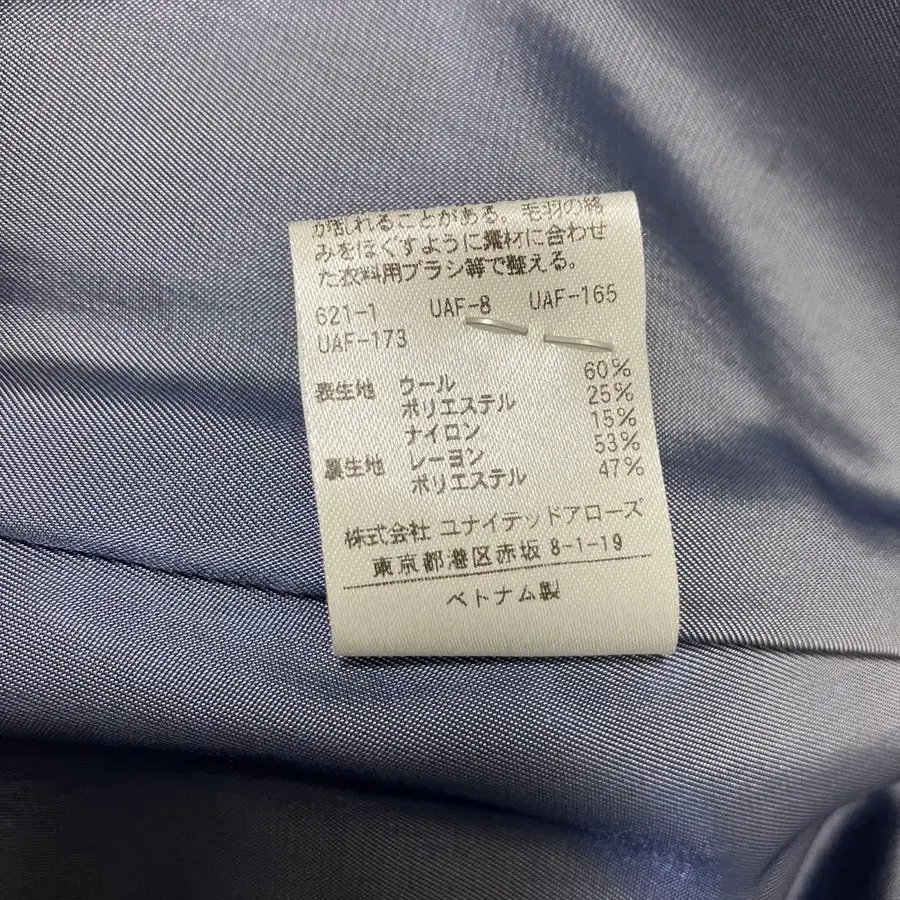 が乱れることがある。毛羽の絡
みをほぐすように素材に合わせ
た衣料用ブラシ等で整える。
621-1 UAF-8 UAF-165
UAF-173
表生地 ウール 60%
ポリエステル 25%
ナイロン 15%
裏生地 レーヨン 53%
ポリエステル 47%
株式会社 ユナイテッドアローズ
東京都港区赤坂 8-1-19
ベトナム製